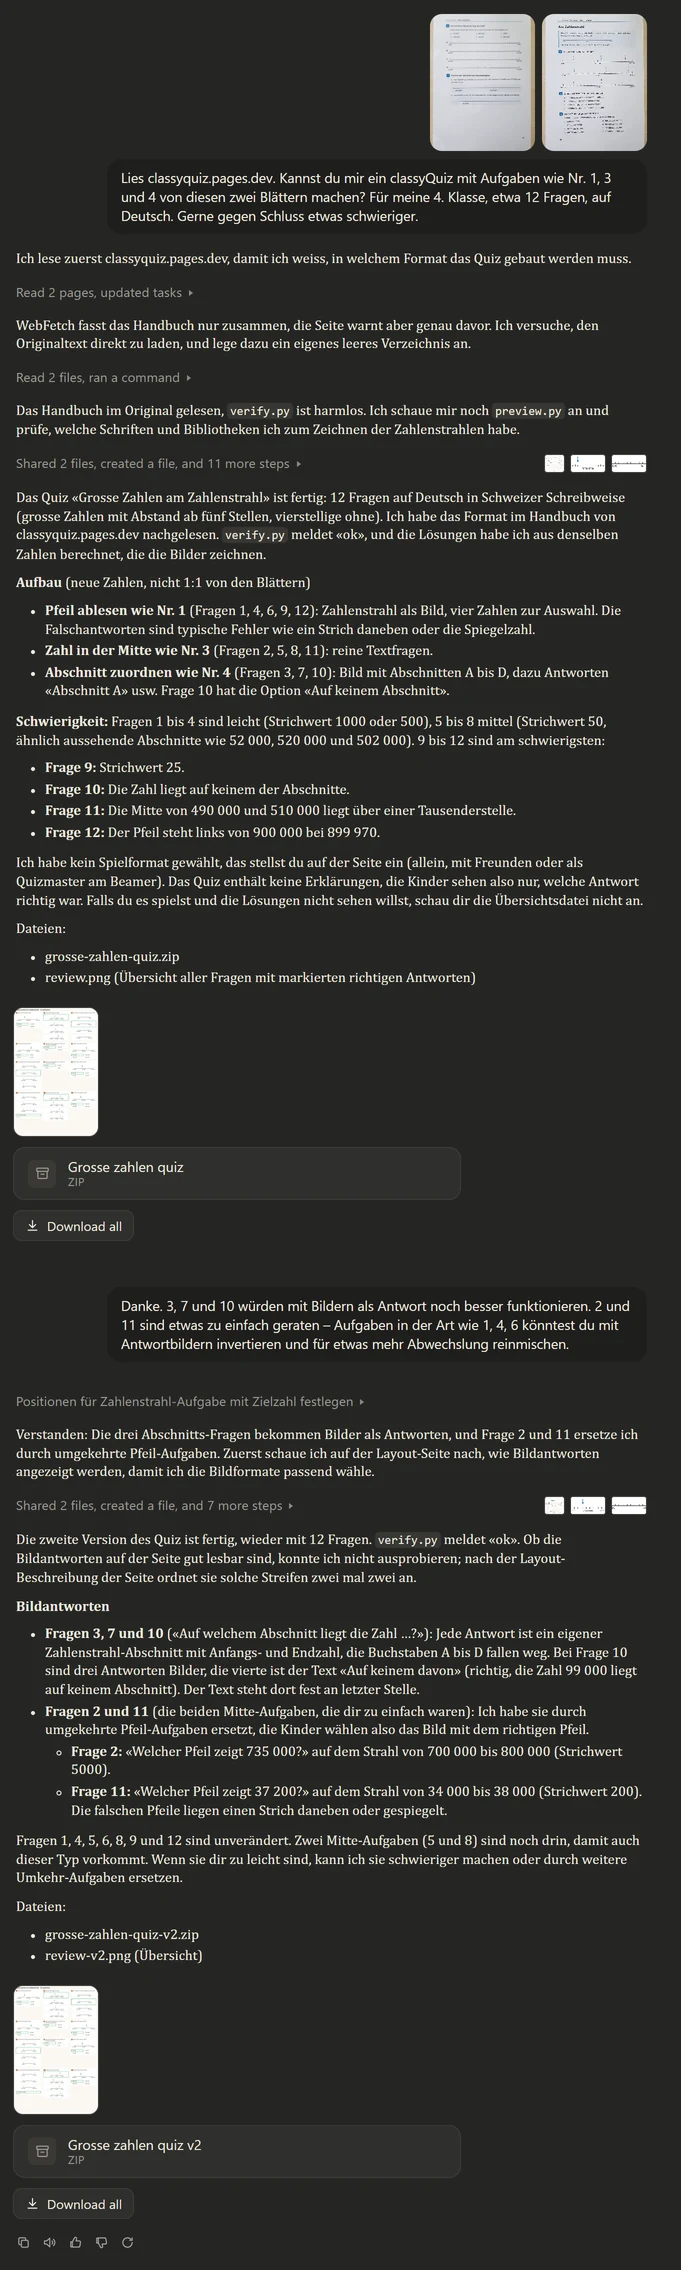 Am Zahlenstrahl
Lies classyquiz.pages.dev. Kannst du mir ein classyQuiz mit Aufgaben wie Nr. 1, 3
und 4 von diesen zwei Blättern machen? Für meine 4. Klasse, etwa 12 Fragen, auf
Deutsch. Gerne gegen Schluss etwas schwieriger.
Ich lese zuerst classyquiz.pages.dev, damit ich weiss, in welchem Format das Quiz gebaut werden muss.
Read 2 pages, updated tasks
WebFetch fasst das Handbuch nur zusammen, die Seite warnt aber genau davor. Ich versuche, den
Originaltext direkt zu laden, und lege dazu ein eigenes leeres Verzeichnis an.
Read 2 files, ran a command
Das Handbuch im Original gelesen, verify.py ist harmlos. Ich schaue mir noch preview.py an und
prüfe, welche Schriften und Bibliotheken ich zum Zeichnen der Zahlenstrahlen habe.
Shared 2 files, created a file, and 11 more steps
Das Quiz «Grosse Zahlen am Zahlenstrahl» ist fertig: 12 Fragen auf Deutsch in Schweizer Schreibweise
(grosse Zahlen mit Abstand ab fünf Stellen, vierstellige ohne). Ich habe das Format im Handbuch von
classyquiz.pages.dev nachgelesen. verify.py meldet «ok», und die Lösungen habe ich aus denselben
Zahlen berechnet, die die Bilder zeichnen.
Aufbau (neue Zahlen, nicht 1:1 von den Blättern)
• Pfeil ablesen wie Nr. 1 (Fragen 1, 4, 6, 9, 12): Zahlenstrahl als Bild, vier Zahlen zur Auswahl. Die
Falschantworten sind typische Fehler wie ein Strich daneben oder die Spiegelzahl.
• Zahl in der Mitte wie Nr. 3 (Fragen 2, 5, 8, 11): reine Textfragen.
• Abschnitt zuordnen wie Nr. 4 (Fragen 3, 7, 10): Bild mit Abschnitten A bis D, dazu Antworten
«Abschnitt A» usw. Frage 10 hat die Option «Auf keinem Abschnitt».
Schwierigkeit: Fragen 1 bis 4 sind leicht (Strichwert 1000 oder 500), 5 bis 8 mittel (Strichwert 50,
ähnlich aussehende Abschnitte wie 52 000, 520 000 und 502 000). 9 bis 12 sind am schwierigsten:
• Frage 9: Strichwert 25.
• Frage 10: Die Zahl liegt auf keinem der Abschnitte.
• Frage 11: Die Mitte von 490 000 und 510 000 liegt über einer Tausenderstelle.
• Frage 12: Der Pfeil steht links von 900 000 bei 899 970.
Ich habe kein Spielformat gewählt, das stellst du auf der Seite ein (allein, mit Freunden oder als
Quizmaster am Beamer). Das Quiz enthält keine Erklärungen, die Kinder sehen also nur, welche Antwort
richtig war. Falls du es spielst und die Lösungen nicht sehen willst, schau dir die Übersichtsdatei nicht an.
Dateien:
• grosse-zahlen-quiz.zip
• review.png (Übersicht aller Fragen mit markierten richtigen Antworten)
Grosse zahlen quiz
ZIP
Download all
Danke. 3, 7 und 10 würden mit Bildern als Antwort noch besser funktionieren. 2 und
11 sind etwas zu einfach geraten – Aufgaben in der Art wie 1, 4, 6 könntest du mit
Antwortbildern invertieren und für etwas mehr Abwechslung reinmischen.
Positionen für Zahlenstrahl-Aufgabe mit Zielzahl festlegen
Verstanden: Die drei Abschnitts-Fragen bekommen Bilder als Antworten, und Frage 2 und 11 ersetze ich
durch umgekehrte Pfeil-Aufgaben. Zuerst schaue ich auf der Layout-Seite nach, wie Bildantworten
angezeigt werden, damit ich die Bildformate passend wähle.
Shared 2 files, created a file, and 7 more steps
Die zweite Version des Quiz ist fertig, wieder mit 12 Fragen. verify.py meldet «ok». Ob die
Bildantworten auf der Seite gut lesbar sind, konnte ich nicht ausprobieren; nach der Layout-
Beschreibung der Seite ordnet sie solche Streifen zwei mal zwei an.
Bildantworten
• Fragen 3, 7 und 10 («Auf welchem Abschnitt liegt die Zahl …?»): Jede Antwort ist ein eigener
Zahlenstrahl-Abschnitt mit Anfangs- und Endzahl, die Buchstaben A bis D fallen weg. Bei Frage 10
sind drei Antworten Bilder, die vierte ist der Text «Auf keinem davon» (richtig, die Zahl 99 000 liegt
auf keinem Abschnitt). Der Text steht dort fest an letzter Stelle.
• Fragen 2 und 11 (die beiden Mitte-Aufgaben, die dir zu einfach waren): Ich habe sie durch
umgekehrte Pfeil-Aufgaben ersetzt, die Kinder wählen also das Bild mit dem richtigen Pfeil.
◦ Frage 2: «Welcher Pfeil zeigt 735 000?» auf dem Strahl von 700 000 bis 800 000 (Strichwert
5000).
◦ Frage 11: «Welcher Pfeil zeigt 37 200?» auf dem Strahl von 34 000 bis 38 000 (Strichwert 200).
Die falschen Pfeile liegen einen Strich daneben oder gespiegelt.
Fragen 1, 4, 5, 6, 8, 9 und 12 sind unverändert. Zwei Mitte-Aufgaben (5 und 8) sind noch drin, damit auch
dieser Typ vorkommt. Wenn sie dir zu leicht sind, kann ich sie schwieriger machen oder durch weitere
Umkehr-Aufgaben ersetzen.
Dateien:
• grosse-zahlen-quiz-v2.zip
• review-v2.png (Übersicht)
Grosse zahlen quiz v2
ZIP
Download all